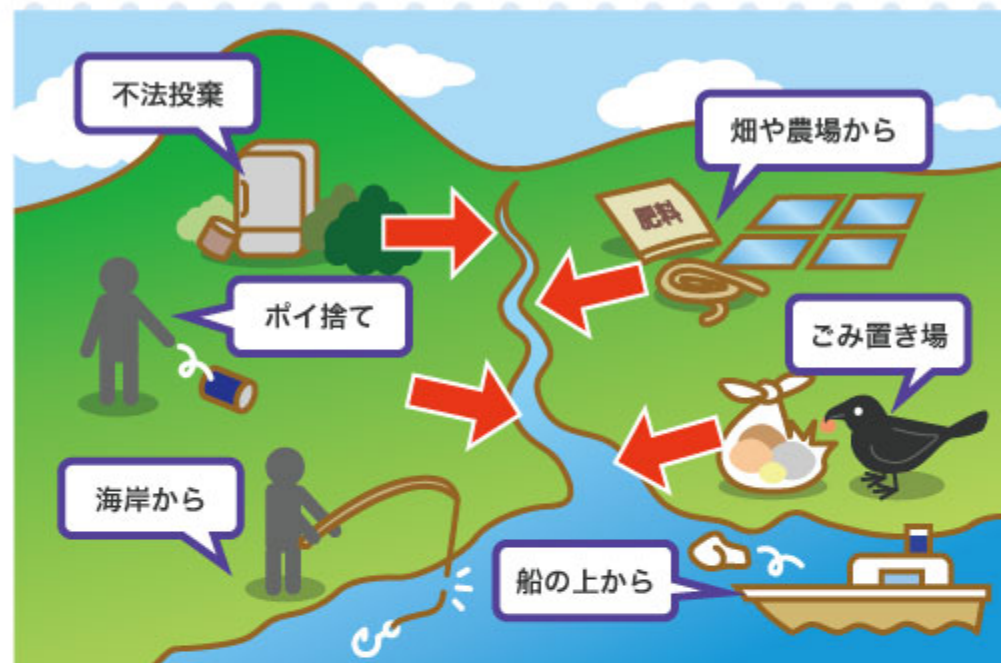 不法投棄
畑や農場から
肥料
ポイ捨て
ごみ置き場
海岸から
船の上から